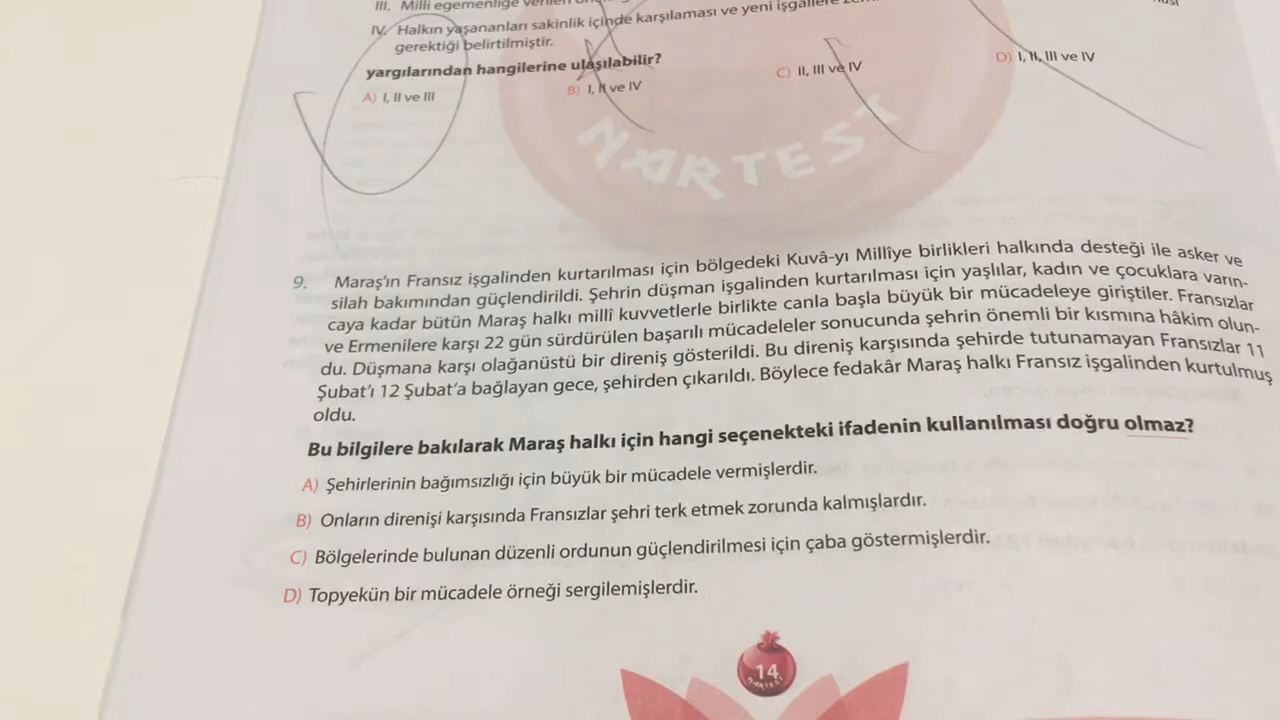 III. Milli egemenliğe
IV. Halkın yaşananları sakinlik içinde karşılaması ve yeni işgallere
gerektiği belirtilmiştir.
yargılarından hangilerine ulaşılabilir?
A) I, II ve III
B) I, II ve IV
C) II, III ve IV
D) I, II, III ve IV
NARTEST
9. Maraş'ın Fransız işgalinden kurtarılması için bölgedeki Kuvâ-yı Millîye birlikleri halkında desteği ile asker ve
silah bakımından güçlendirildi. Şehrin düşman işgalinden kurtarılması için yaşlılar, kadın ve çocuklara varın-
caya kadar bütün Maraş halkı millî kuvvetlerle birlikte canla başla büyük bir mücadeleye giriştiler. Fransızlar
ve Ermenilere karşı 22 gün sürdürülen başarılı mücadeleler sonucunda şehrin önemli bir kısmına hâkim olun-
du. Düşmana karşı olağanüstü bir direniş gösterildi. Bu direniş karşısında şehirde tutunamayan Fransızlar 11
Şubat'ı 12 Şubat'a bağlayan gece, şehirden çıkarıldı. Böylece fedakâr Maraş halkı Fransız işgalinden kurtulmuş
oldu.
Bu bilgilere bakılarak Maraş halkı için hangi seçenekteki ifadenin kullanılması doğru olmaz?
A) Şehirlerinin bağımsızlığı için büyük bir mücadele vermişlerdir.
B) Onların direnişi karşısında Fransızlar şehri terk etmek zorunda kalmışlardır.
C) Bölgelerinde bulunan düzenli ordunun güçlendirilmesi için çaba göstermişlerdir.
D) Topyekün bir mücadele örneği sergilemişlerdir.
14
NARTEST